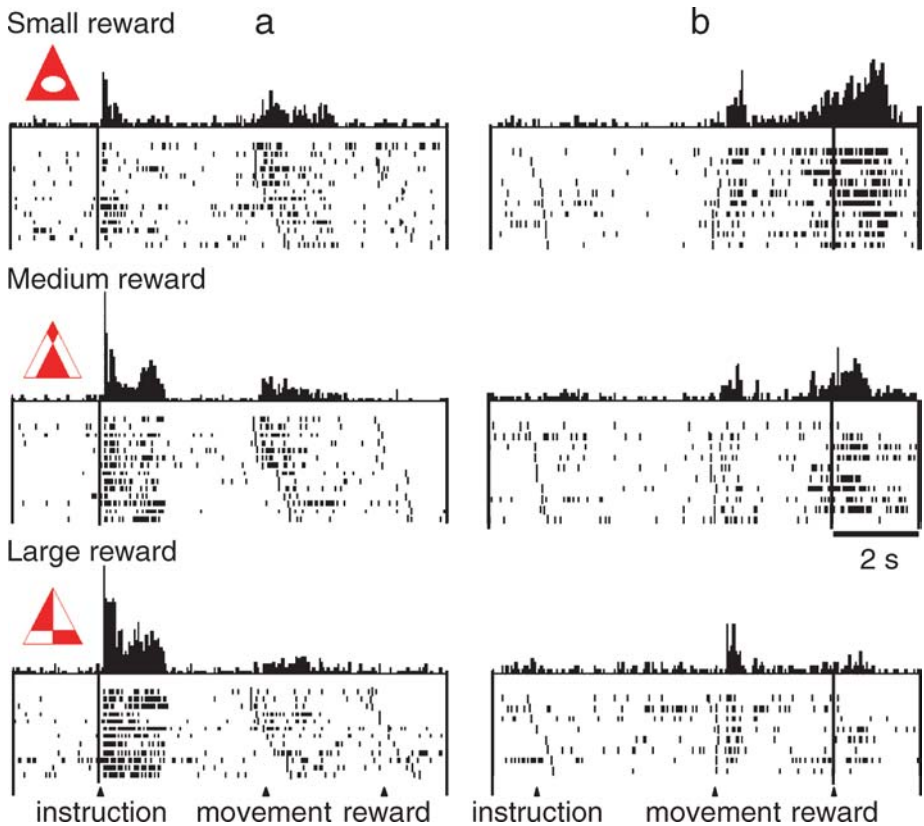 Small reward
a
b
Medium reward
2 s
Large reward
instruction movement reward
instruction movement reward